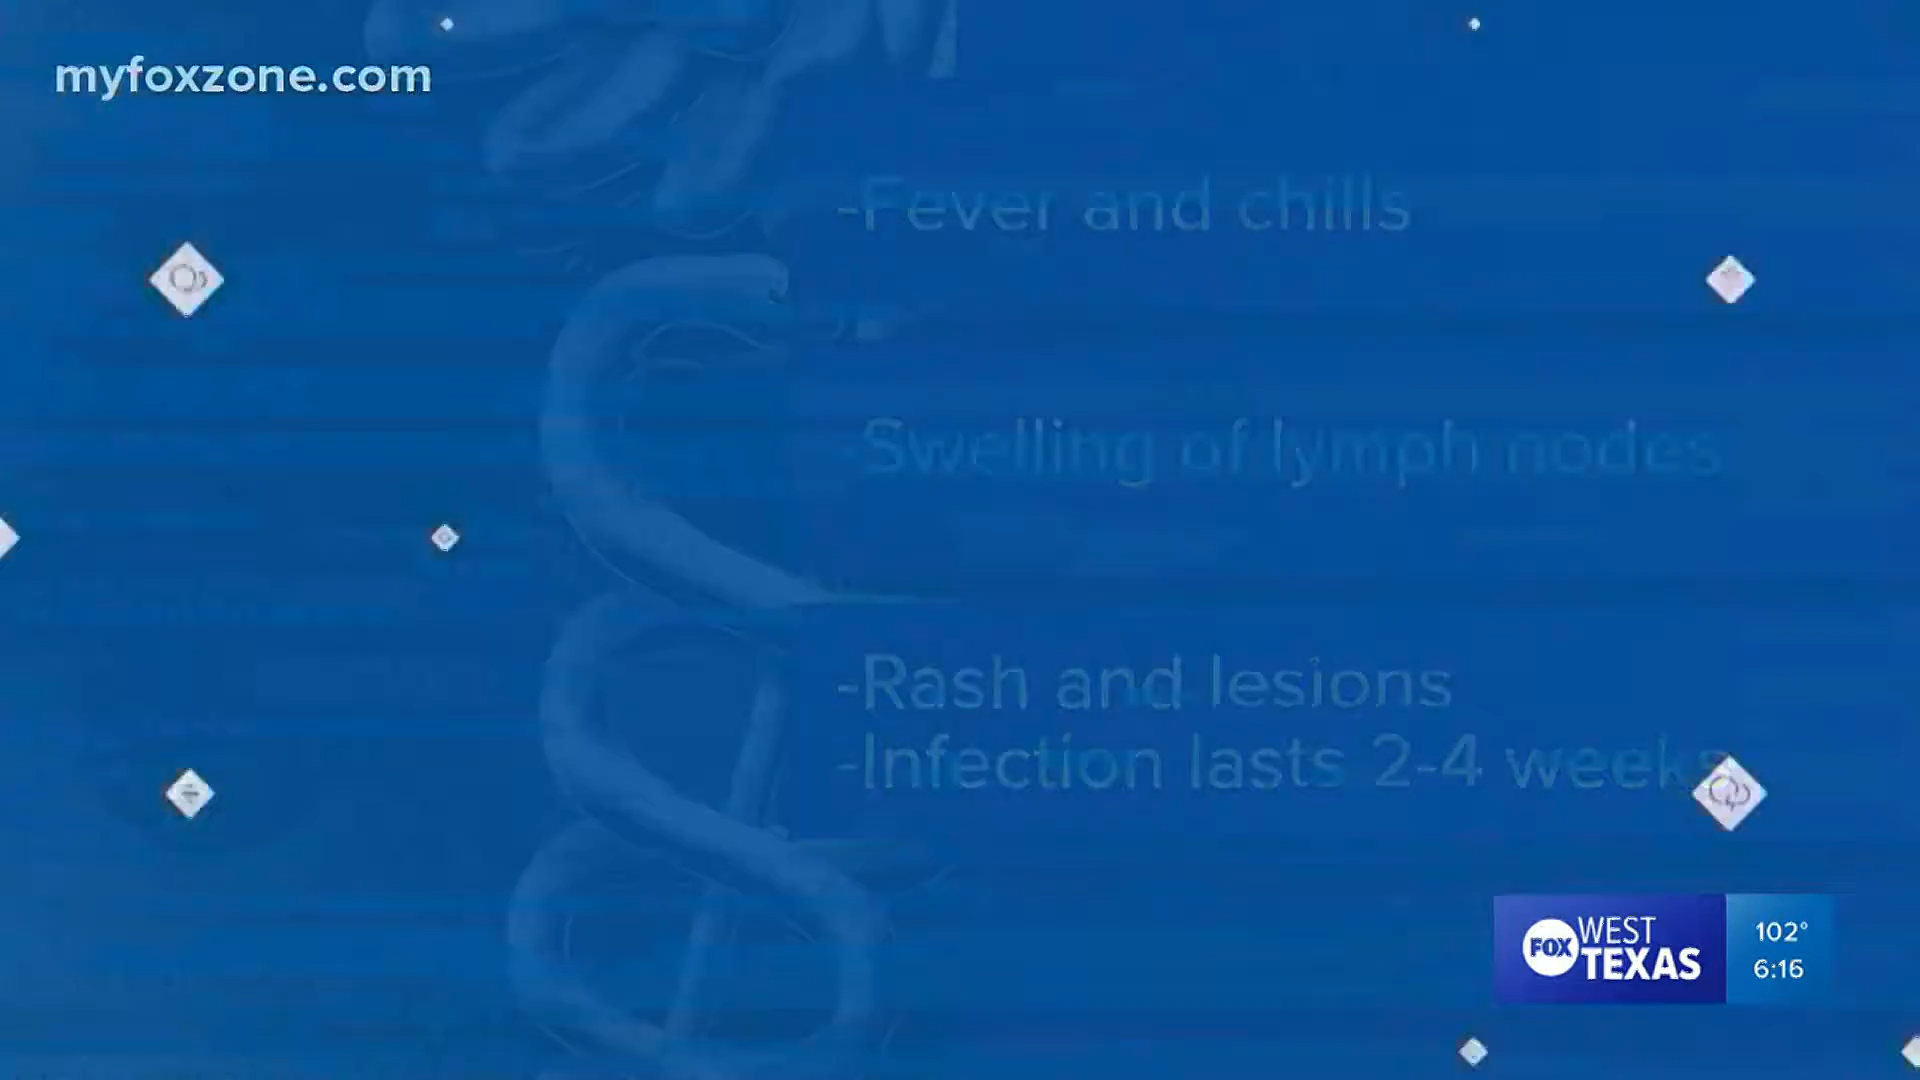 myfoxzone.com
-Fever and chills
-Swelling of lymph nodes
-Rash and lesions
-Infection lasts 2-4 weeks
FOX WEST TEXAS
102°
6:16